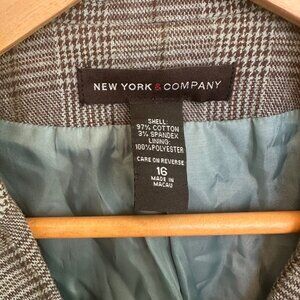 NEW YORK & COMPANY
SHELL:
97% COTTON
3% SPANDEX
LINING:
100% POLYESTER
CARE ON REVERSE
16
MADE IN
MACAU